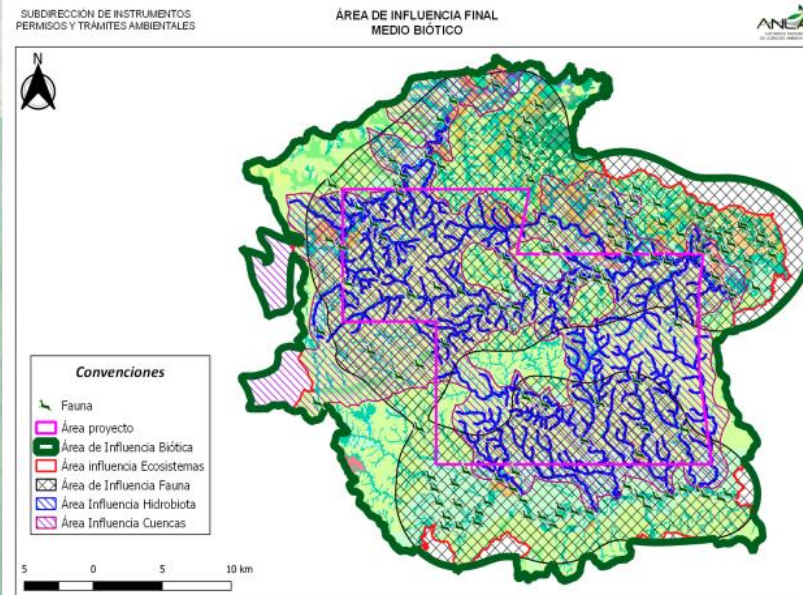 SUBDIRECCIÓN DE INSTRUMENTOS
PERMISOS Y TRÁMITES AMBIENTALES
ÁREA DE INFLUENCIA FINAL
MEDIO BIÓTICO
N
Convenciones
Fauna
Área proyecto
Área de Influencia Biótica
Área influencia Ecosistemas
Área de Influencia Fauna
Área Influencia Hidrobiota
Área Influencia Cuencas
5 0 5 10 km